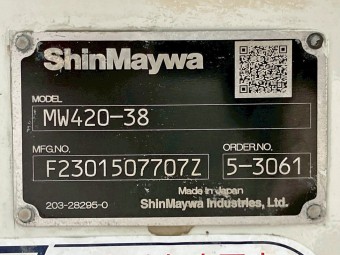 ShinMaywa
MODEL
MW420-38
MFG.NO. ORDER.NO.
F2301507707Z 5-3061
Made in Japan
203-28295-0 ShinMaywa Industries, Ltd.